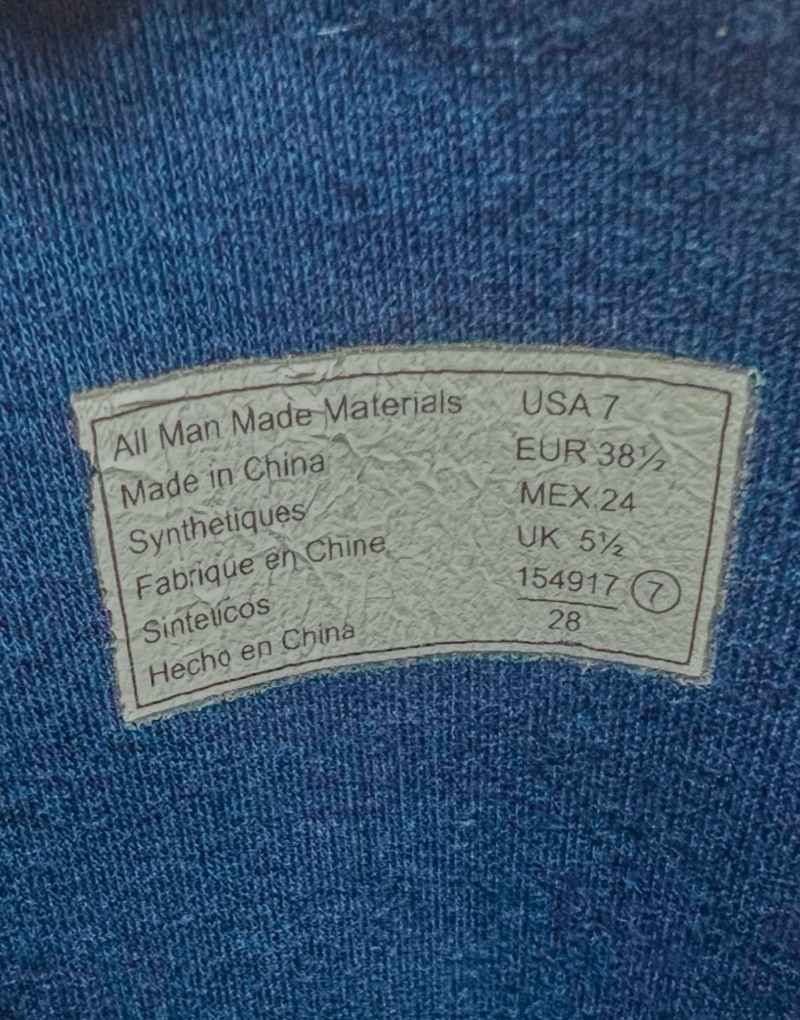 All Man Made Materials
Made in China
Synthetiques
Fabrique en Chine
Sinteticos
Hecho en China
USA 7
EUR 38½
MEX 24
UK 5½
154917 7
28